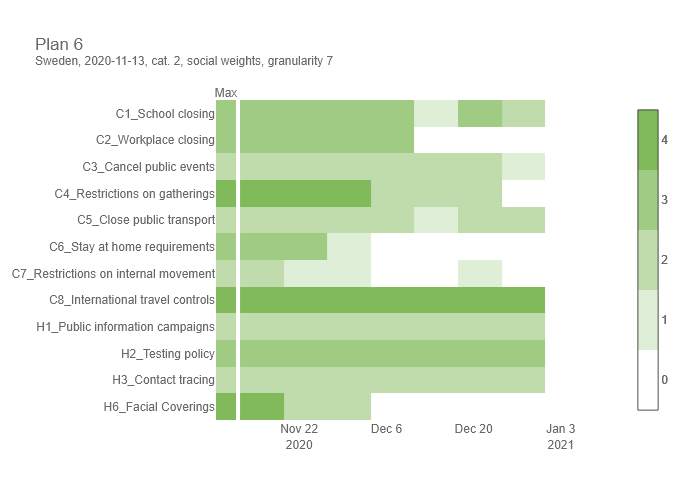 Plan 6
Sweden, 2020-11-13, cat. 2, social weights, granularity 7
Max
C1_School closing
C2_Workplace closing
C3_Cancel public events
C4_Restrictions on gatherings
C5_Close public transport
C6_Stay at home requirements
C7_Restrictions on internal movement
C8_International travel controls
H1_Public information campaigns
H2_Testing policy
H3_Contact tracing
H6_Facial Coverings
Nov 22 Dec 6 Dec 20 Jan 3
2020 2021
4
3
2
1
0